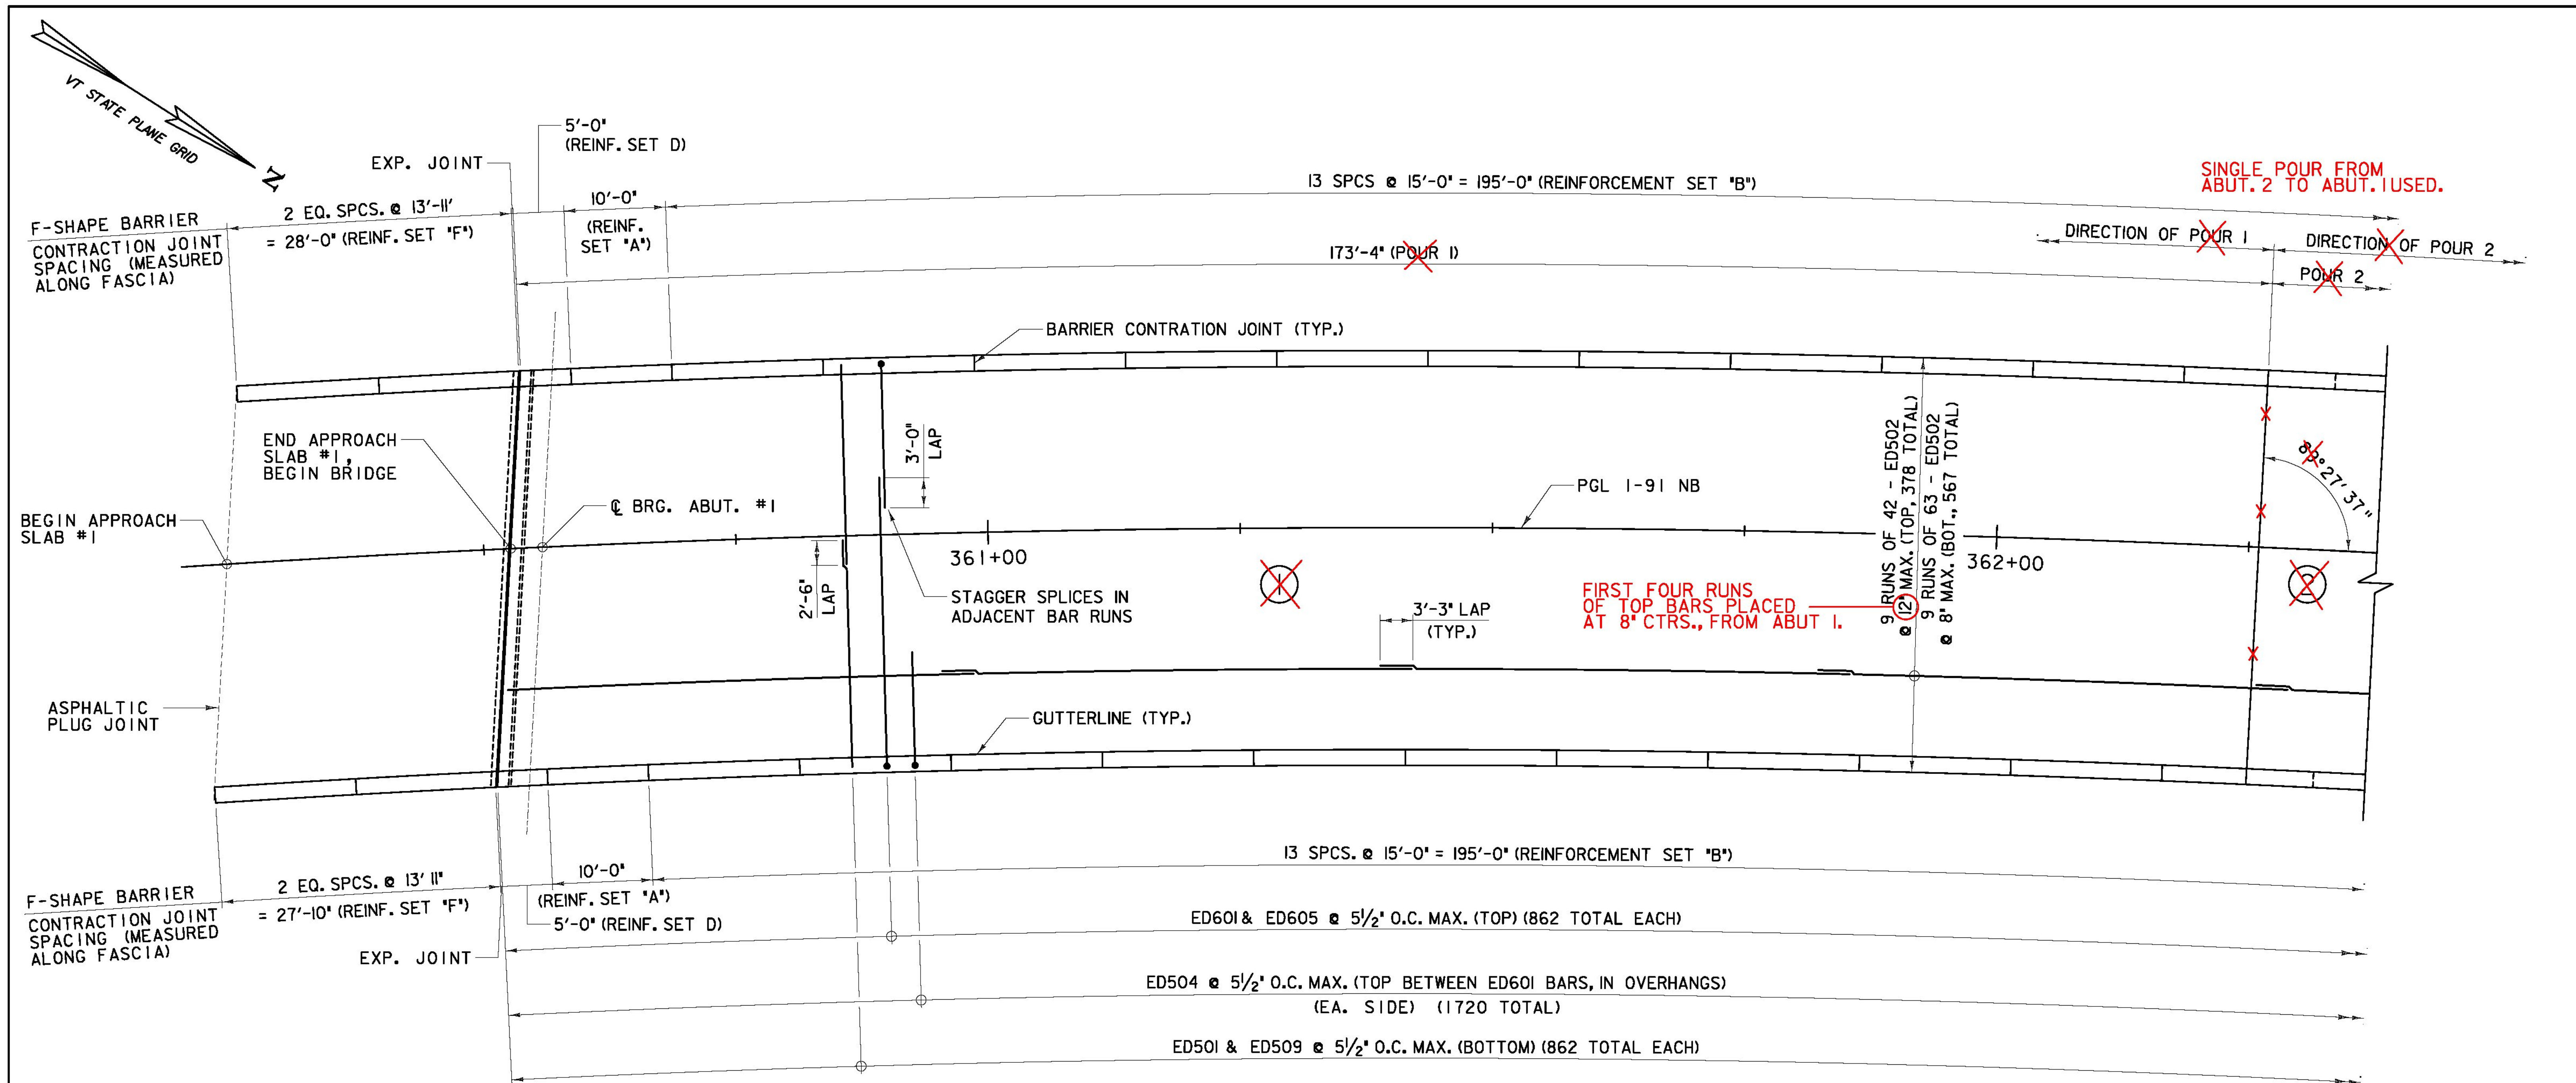 VT STATE PLANE GRID
N
5'-0"
(REINF. SET D)
EXP. JOINT
13 SPCS @ 15'-0" = 195'-0" (REINFORCEMENT SET "B")
SINGLE POUR FROM
ABUT. 2 TO ABUT. 1 USED.
F-SHAPE BARRIER
CONTRACTION JOINT
SPACING (MEASURED
ALONG FASCIA)
2 EQ. SPCS. @ 13'-11'
= 28'-0" (REINF. SET "F")
10'-0"
(REINF.
SET "A")
173'-4" (POUR 1)
DIRECTION OF POUR 1
DIRECTION OF POUR 2
POUR 2
BARRIER CONTRATION JOINT (TYP.)
END APPROACH
SLAB #1,
BEGIN BRIDGE
3'-0"
LAP
9 RUNS OF 42 - ED502
@ 12" MAX. (TOP, 378 TOTAL)
9 RUNS OF 63 - ED502
@ 8" MAX. (BOT., 567 TOTAL)
89°27'37"
PGL I-91 NB
℄ BRG. ABUT. #1
BEGIN APPROACH
SLAB #1
361+00
362+00
2'-6"
LAP
STAGGER SPLICES IN
ADJACENT BAR RUNS
1
2
FIRST FOUR RUNS
OF TOP BARS PLACED
AT 8" CTRS., FROM ABUT 1.
3'-3" LAP
(TYP.)
ASPHALTIC
PLUG JOINT
GUTTERLINE (TYP.)
13 SPCS. @ 15'-0" = 195'-0" (REINFORCEMENT SET "B")
F-SHAPE BARRIER
CONTRACTION JOINT
SPACING (MEASURED
ALONG FASCIA)
2 EQ. SPCS. @ 13' 11"
= 27'-10" (REINF. SET "F")
10'-0"
(REINF. SET "A")
5'-0" (REINF. SET D)
EXP. JOINT
ED601 & ED605 @ 5½" O.C. MAX. (TOP) (862 TOTAL EACH)
ED504 @ 5½" O.C. MAX. (TOP BETWEEN ED601 BARS, IN OVERHANGS)
(EA. SIDE) (1720 TOTAL)
ED501 & ED509 @ 5½" O.C. MAX. (BOTTOM) (862 TOTAL EACH)